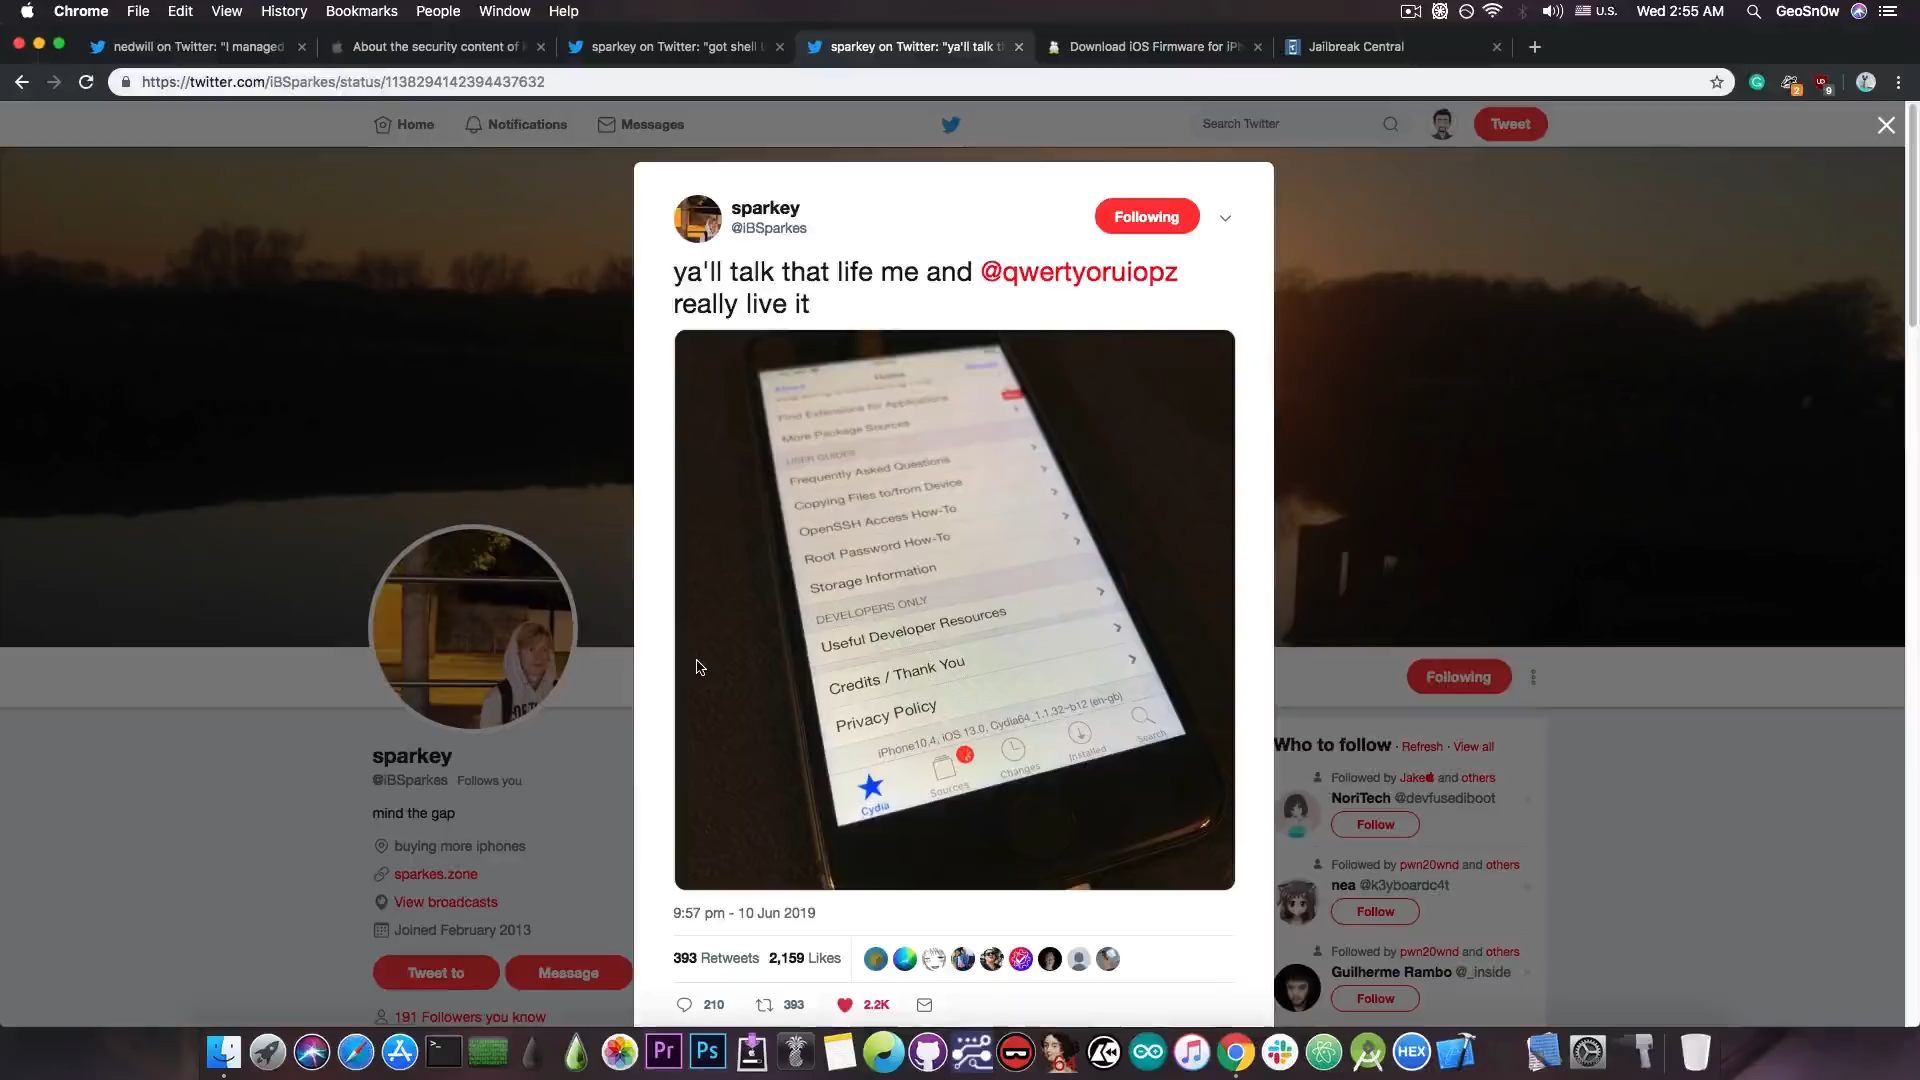 Chrome File Edit View History Bookmarks People Window Help
U.S. Wed 2:55 AM GeoSn0w
nedwill on Twitter: "I managed
About the security content of
sparkey on Twitter: "got shell
sparkey on Twitter: "ya'll talk t
Download iOS Firmware for iPh
Jailbreak Central
https://twitter.com/iBSparkes/status/1138294142394437632
2
9
Home Notifications Messages
Search Twitter
Tweet
sparkey
@iBSparkes
Following
ya'll talk that life me and @qwertyoruiopz
really live it
Home
Find Extensions for Applications
More Package Sources
USER GUIDES
Frequently Asked Questions
Copying Files to/from Device
OpenSSH Access How-To
Root Password How-To
Storage Information
DEVELOPERS ONLY
Useful Developer Resources
Credits / Thank You
Privacy Policy
iPhone10,4, iOS 13.0, Cydia64_1.1.32~b12 (en-gb)
Cydia Sources Changes Installed Search
9:57 pm - 10 Jun 2019
393 Retweets 2,159 Likes
210 393 2.2K
sparkey
@iBSparkes Follows you
mind the gap
buying more iphones
sparkes.zone
View broadcasts
Joined February 2013
Tweet to Message
191 Followers you know
Following
Who to follow · Refresh · View all
Followed by Jake and others
NoriTech @devfusediboot
Follow
Followed by pwn20wnd and others
nea @k3yboardc4t
Follow
Followed by pwn20wnd and others
Guilherme Rambo @_inside
Follow
Pr Ps 64 HEX